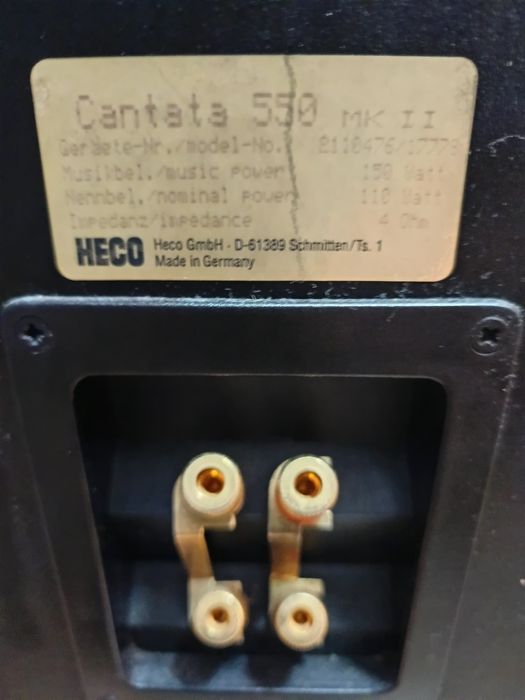 Cantata 550 MK II
Geräete-Nr./model-No.
Musikbel./music power 150 Watt
Nennbel./nominal power 110 Watt
Impedanz/impedance 4 Ohm
HECO Heco GmbH · D-61389 Schmitten/Ts. 1
Made in Germany